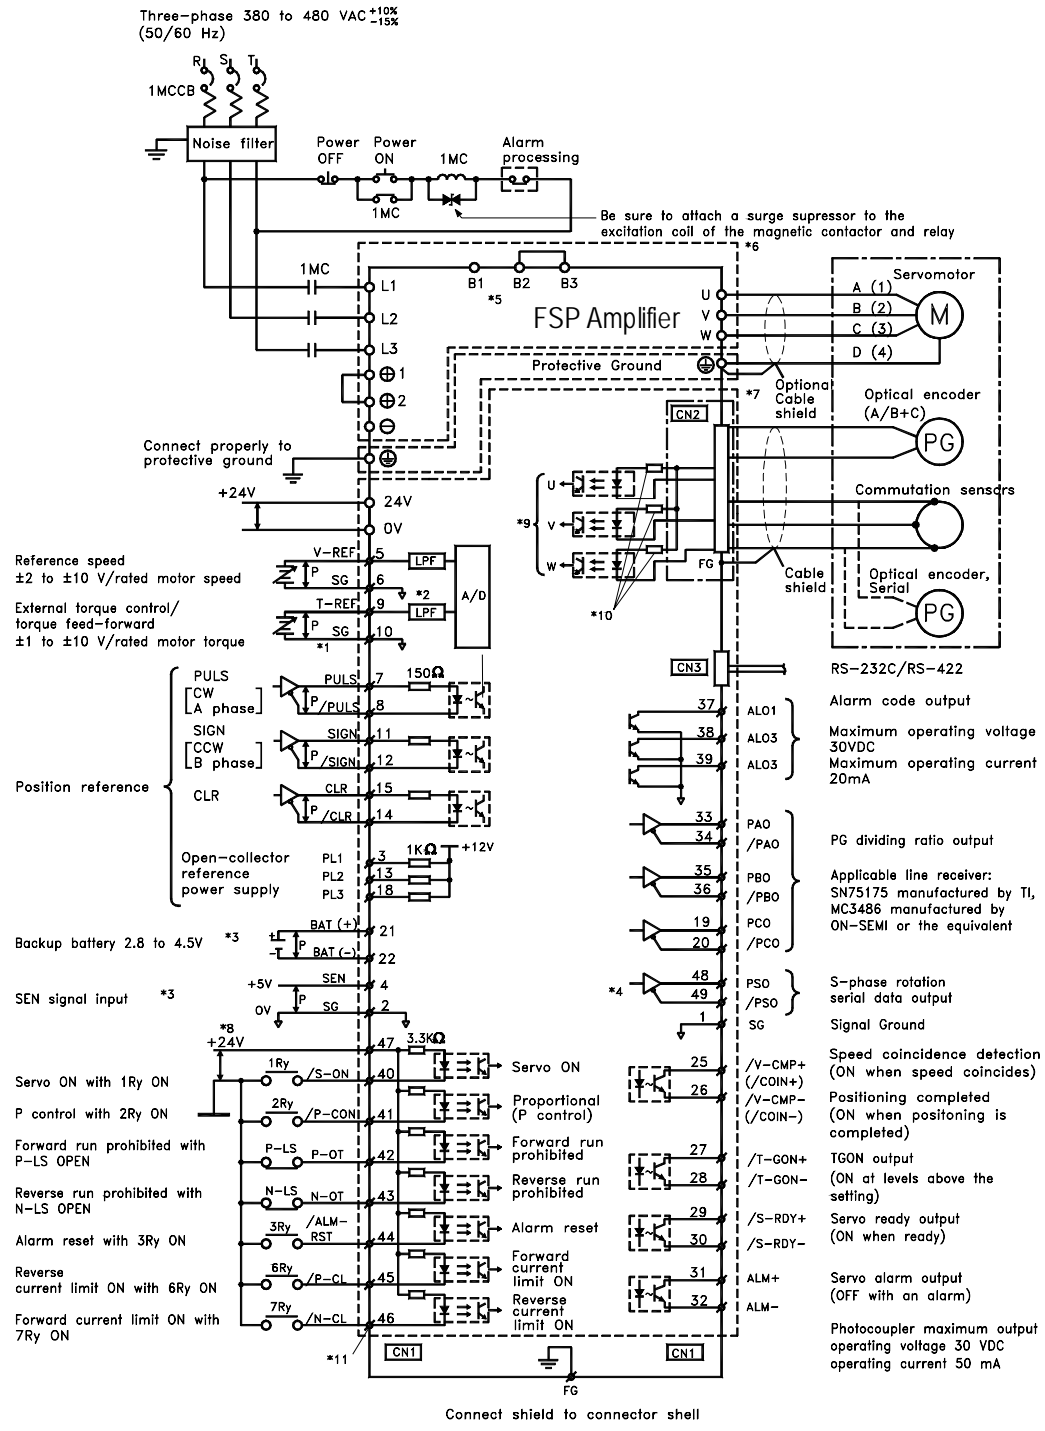 Three-phase 380 to 480 VAC +10% -15%
(50/60 Hz)
R S T
1MCCB
Noise filter
Power OFF
Power ON
1MC
Alarm processing
1MC
Be sure to attach a surge supressor to the
excitation coil of the magnetic contactor and relay
*6
1MC
L1
L2
L3
⊕1
⊕2
⊖
B1 B2 B3
*5
FSP Amplifier
U
V
W
A (1)
B (2)
C (3)
D (4)
Servomotor
M
Protective Ground
*7
Optional
Cable
shield
Optical encoder
(A/B+C)
PG
CN2
Connect properly to
protective ground
+24V
24V
0V
U
*9 V
W
*10
FG
Commutation sensors
Cable
shield
Optical encoder,
Serial
PG
Reference speed
±2 to ±10 V/rated motor speed
V-REF 5 LPF
P
SG 6 *2
A/D
External torque control/
torque feed-forward
±1 to ±10 V/rated motor torque
T-REF 9 LPF
P
SG 10
*1
CN3
RS-232C/RS-422
Position reference
PULS
CW
A phase
PULS 7 150Ω
P
/PULS 8
SIGN
CCW
B phase
SIGN 11
P
/SIGN 12
CLR
CLR 15
P
/CLR 14
Open-collector
reference
power supply
PL1 3 1KΩ +12V
PL2 13
PL3 18
37 ALO1
38 ALO3
39 ALO3
Alarm code output
Maximum operating voltage
30VDC
Maximum operating current
20mA
33 PAO
34 /PAO
35 PBO
36 /PBO
19 PCO
20 /PCO
PG dividing ratio output
Applicable line receiver:
SN75175 manufactured by TI,
MC3486 manufactured by
ON-SEMI or the equivalent
Backup battery 2.8 to 4.5V *3
+ BAT (+) 21
P
- BAT (-) 22
SEN signal input *3
+5V SEN 4
P
0V SG 2
*4 48 PSO
49 /PSO
S-phase rotation
serial data output
1 SG Signal Ground
*8
+24V 47 3.3KΩ
Servo ON with 1Ry ON
1Ry /S-ON 40
Servo ON
P control with 2Ry ON
2Ry /P-CON 41
Proportional
(P control)
Forward run prohibited with
P-LS OPEN
P-LS P-OT 42
Forward run
prohibited
Reverse run prohibited with
N-LS OPEN
N-LS N-OT 43
Reverse run
prohibited
Alarm reset with 3Ry ON
3Ry /ALM-
RST 44
Alarm reset
Reverse
current limit ON with 6Ry ON
6Ry /P-CL 45
Forward
current
limit ON
Forward current limit ON with
7Ry ON
7Ry /N-CL 46
Reverse
current
limit ON
*11
25 /V-CMP+
(/COIN+)
26 /V-CMP-
(/COIN-)
Speed coincidence detection
(ON when speed coincides)
Positioning completed
(ON when positoning is
completed)
27 /T-GON+
28 /T-GON-
TGON output
(ON at levels above the
setting)
29 /S-RDY+
30 /S-RDY-
Servo ready output
(ON when ready)
31 ALM+
32 ALM-
Servo alarm output
(OFF with an alarm)
Photocoupler maximum output
operating voltage 30 VDC
operating current 50 mA
CN1
CN1
FG
Connect shield to connector shell